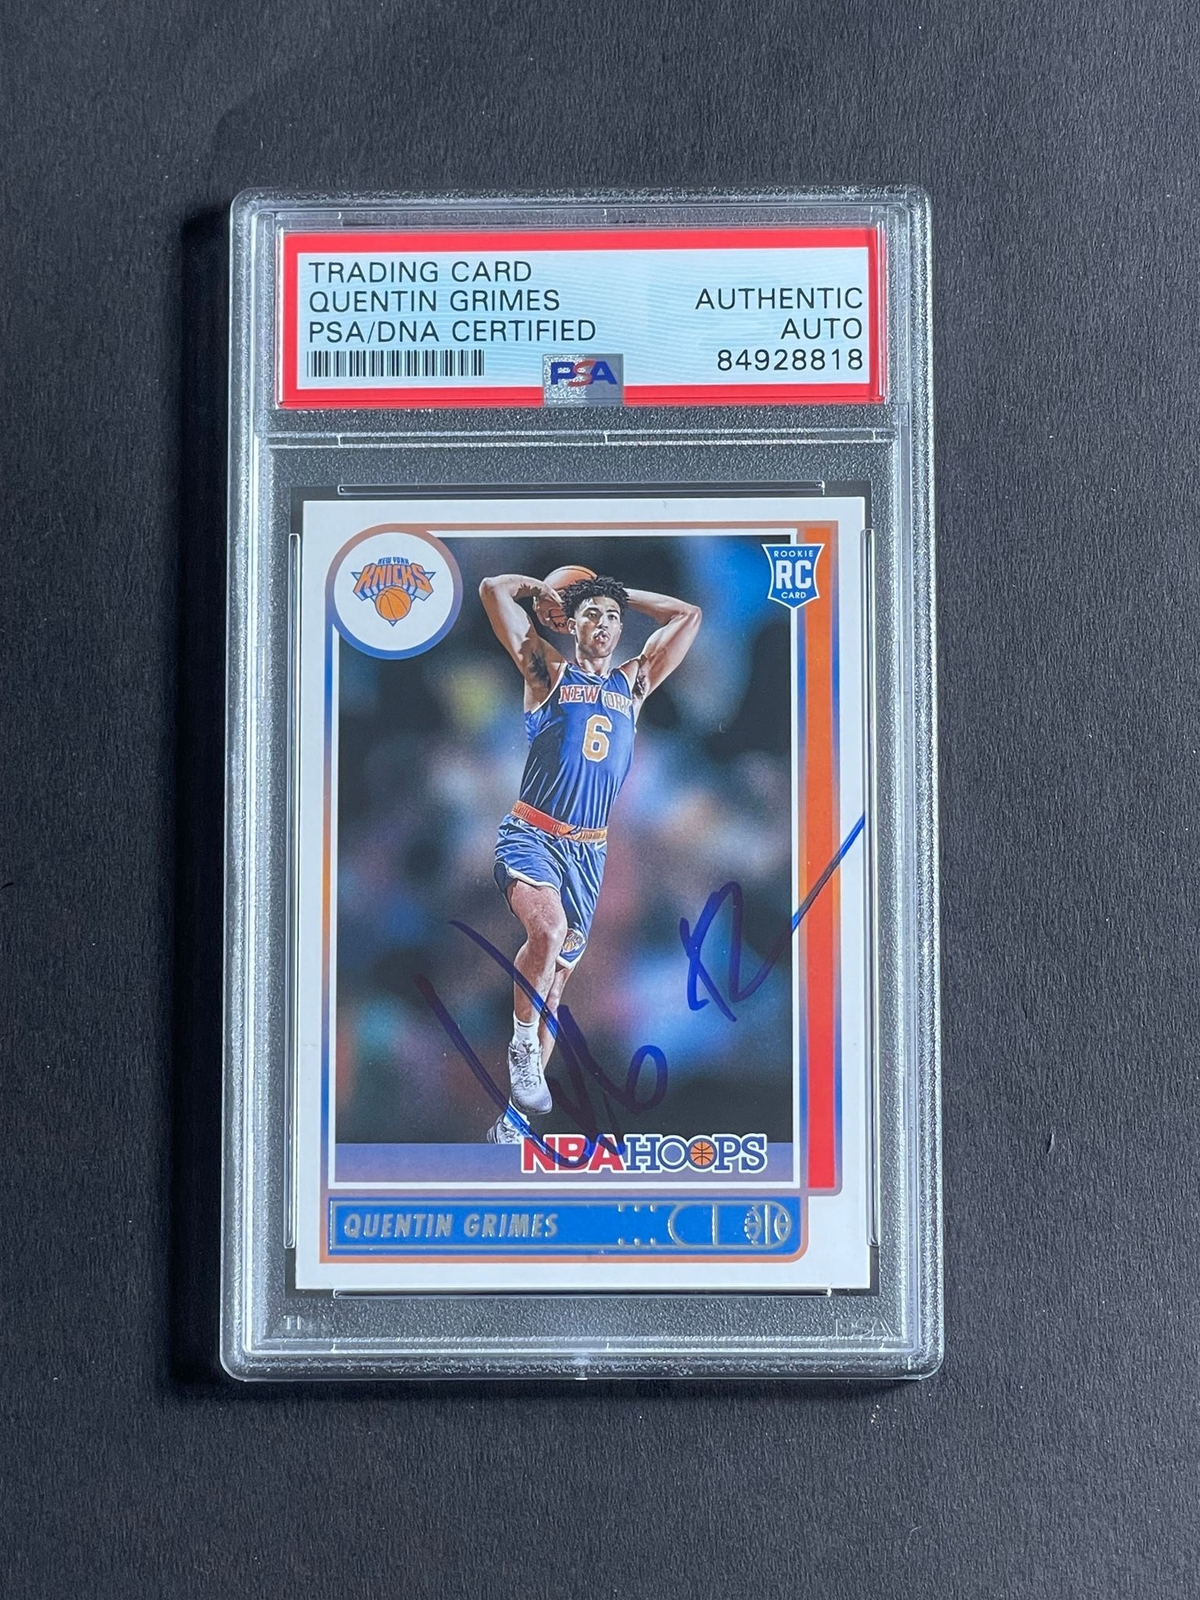 TRADING CARD
QUENTIN GRIMES
PSA/DNA CERTIFIED
AUTHENTIC
AUTO
84928818
PSA
NEW YORK
KNICKS
ROOKIE
RC
CARD
NEW YORK
6
NBA HOOPS
QUENTIN GRIMES